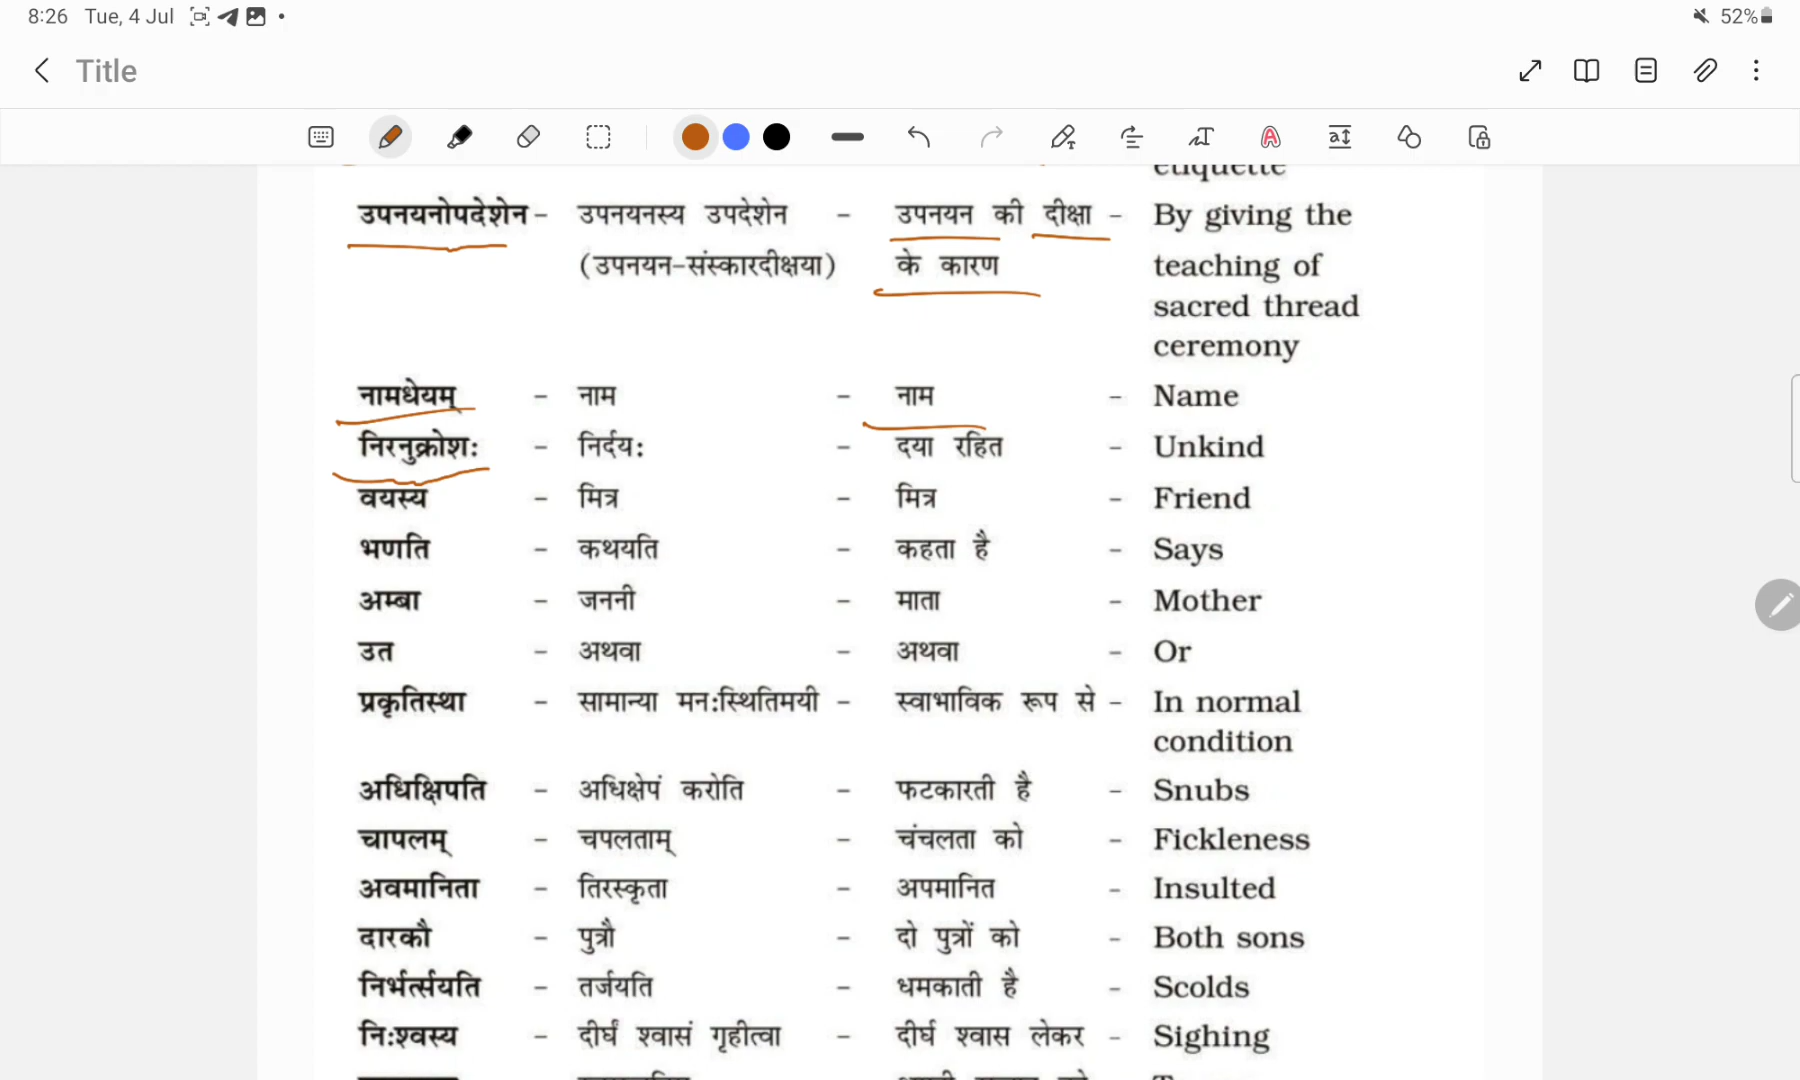 8:26 Tue, 4 Jul 52%
Title
etiquette
उपनयनोपदेशेन - उपनयनस्य उपदेशेन - उपनयन की दीक्षा - By giving the
(उपनयन-संस्कारदीक्षया) के कारण teaching of
sacred thread
ceremony
नामधेयम् - नाम - नाम - Name
निरनुक्रोशः - निर्दयः - दया रहित - Unkind
वयस्य - मित्र - मित्र - Friend
भणति - कथयति - कहता है - Says
अम्बा - जननी - माता - Mother
उत - अथवा - अथवा - Or
प्रकृतिस्था - सामान्या मनःस्थितिमयी - स्वाभाविक रूप से - In normal
condition
अधिक्षिपति - अधिक्षेपं करोति - फटकारती है - Snubs
चापलम् - चपलताम् - चंचलता को - Fickleness
अवमानिता - तिरस्कृता - अपमानित - Insulted
दारकौ - पुत्रौ - दो पुत्रों को - Both sons
निर्भर्त्सयति - तर्जयति - धमकाती है - Scolds
निःश्वस्य - दीर्घं श्वासं गृहीत्वा - दीर्घ श्वास लेकर - Sighing